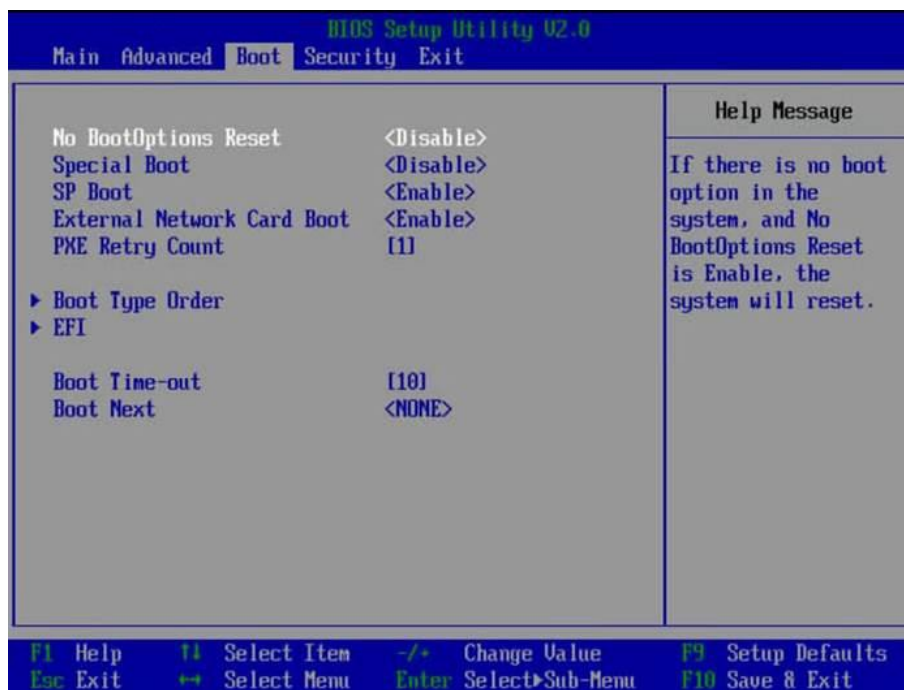 BIOS Setup Utility V2.0
Main Advanced Boot Security Exit
No BootOptions Reset <Disable>
Special Boot <Disable>
SP Boot <Enable>
External Network Card Boot <Enable>
PXE Retry Count [1]
▶ Boot Type Order
▶ EFI
Boot Time-out [10]
Boot Next <NONE>
Help Message
If there is no boot
option in the
system, and No
BootOptions Reset
is Enable, the
system will reset.
F1 Help ↑↓ Select Item -/+ Change Value F9 Setup Defaults
Esc Exit ←→ Select Menu Enter Select▶Sub-Menu F10 Save & Exit